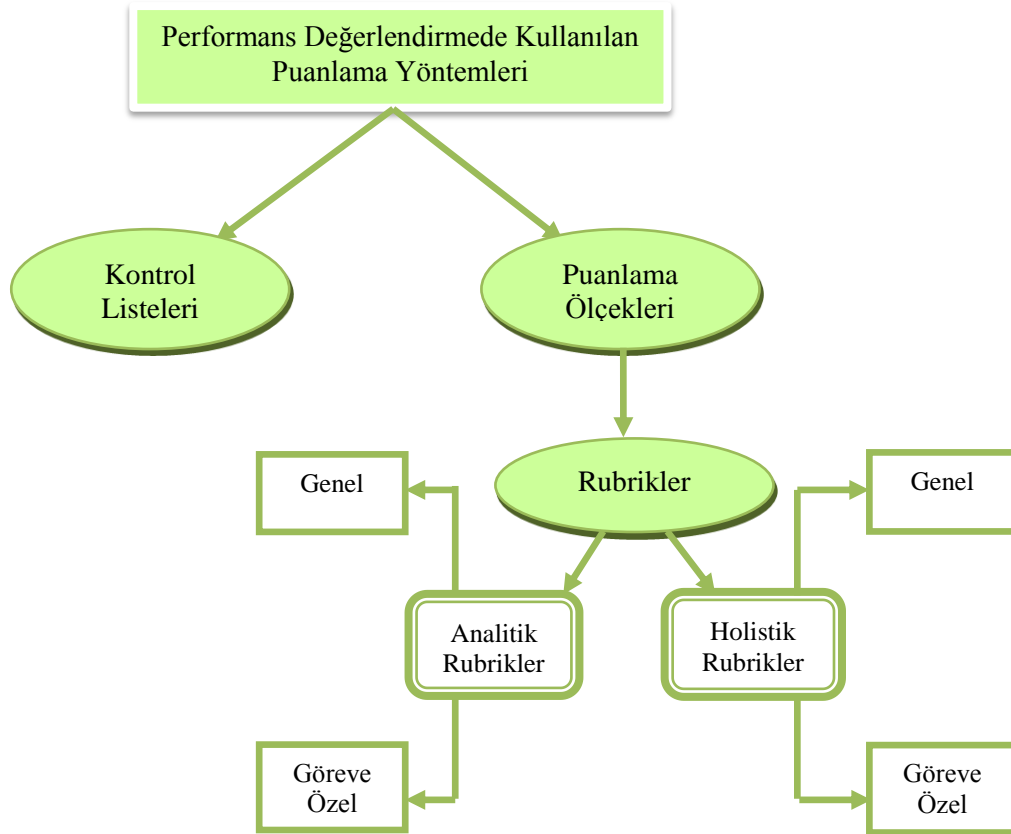 Performans Değerlendirmede Kullanılan
Puanlama Yöntemleri
Kontrol
Listeleri
Puanlama
Ölçekleri
Rubrikler
Genel
Genel
Analitik
Rubrikler
Holistik
Rubrikler
Göreve
Özel
Göreve
Özel